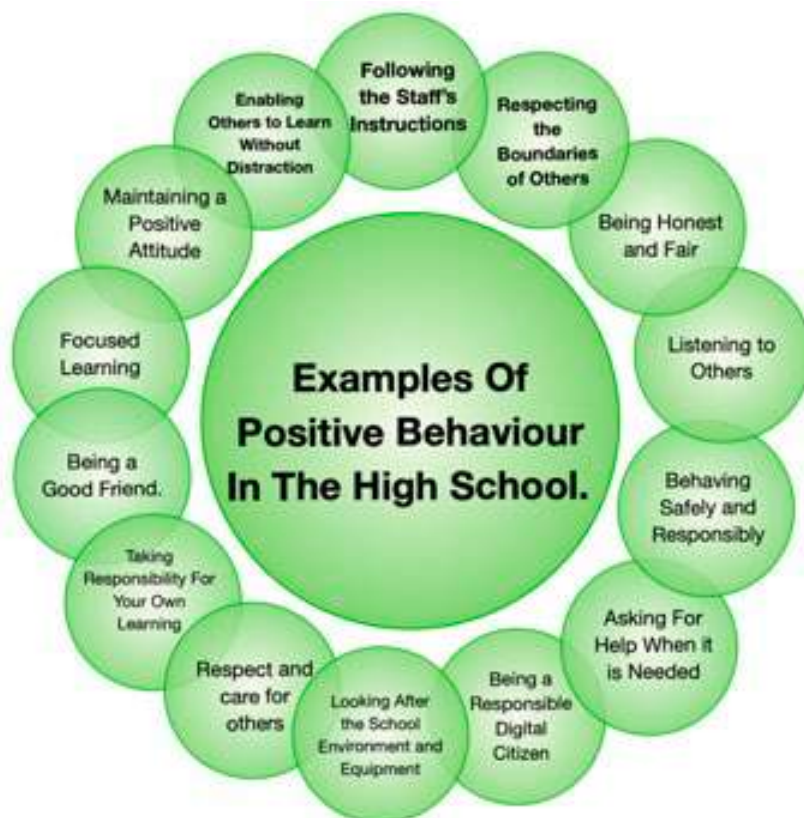 Following
the Staff's
Instructions
Respecting
the
Boundaries
of Others
Being Honest
and Fair
Listening to
Others
Behaving
Safely and
Responsibly
Asking For
Help When it
is Needed
Being a
Responsible
Digital
Citizen
Looking After
the School
Environment and
Equipment
Respect and
care for
others
Taking
Responsibility For
Your Own
Learning
Being a
Good Friend.
Focused
Learning
Maintaining a
Positive
Attitude
Enabling
Others to Learn
Without
Distraction
Examples Of
Positive Behaviour
In The High School.